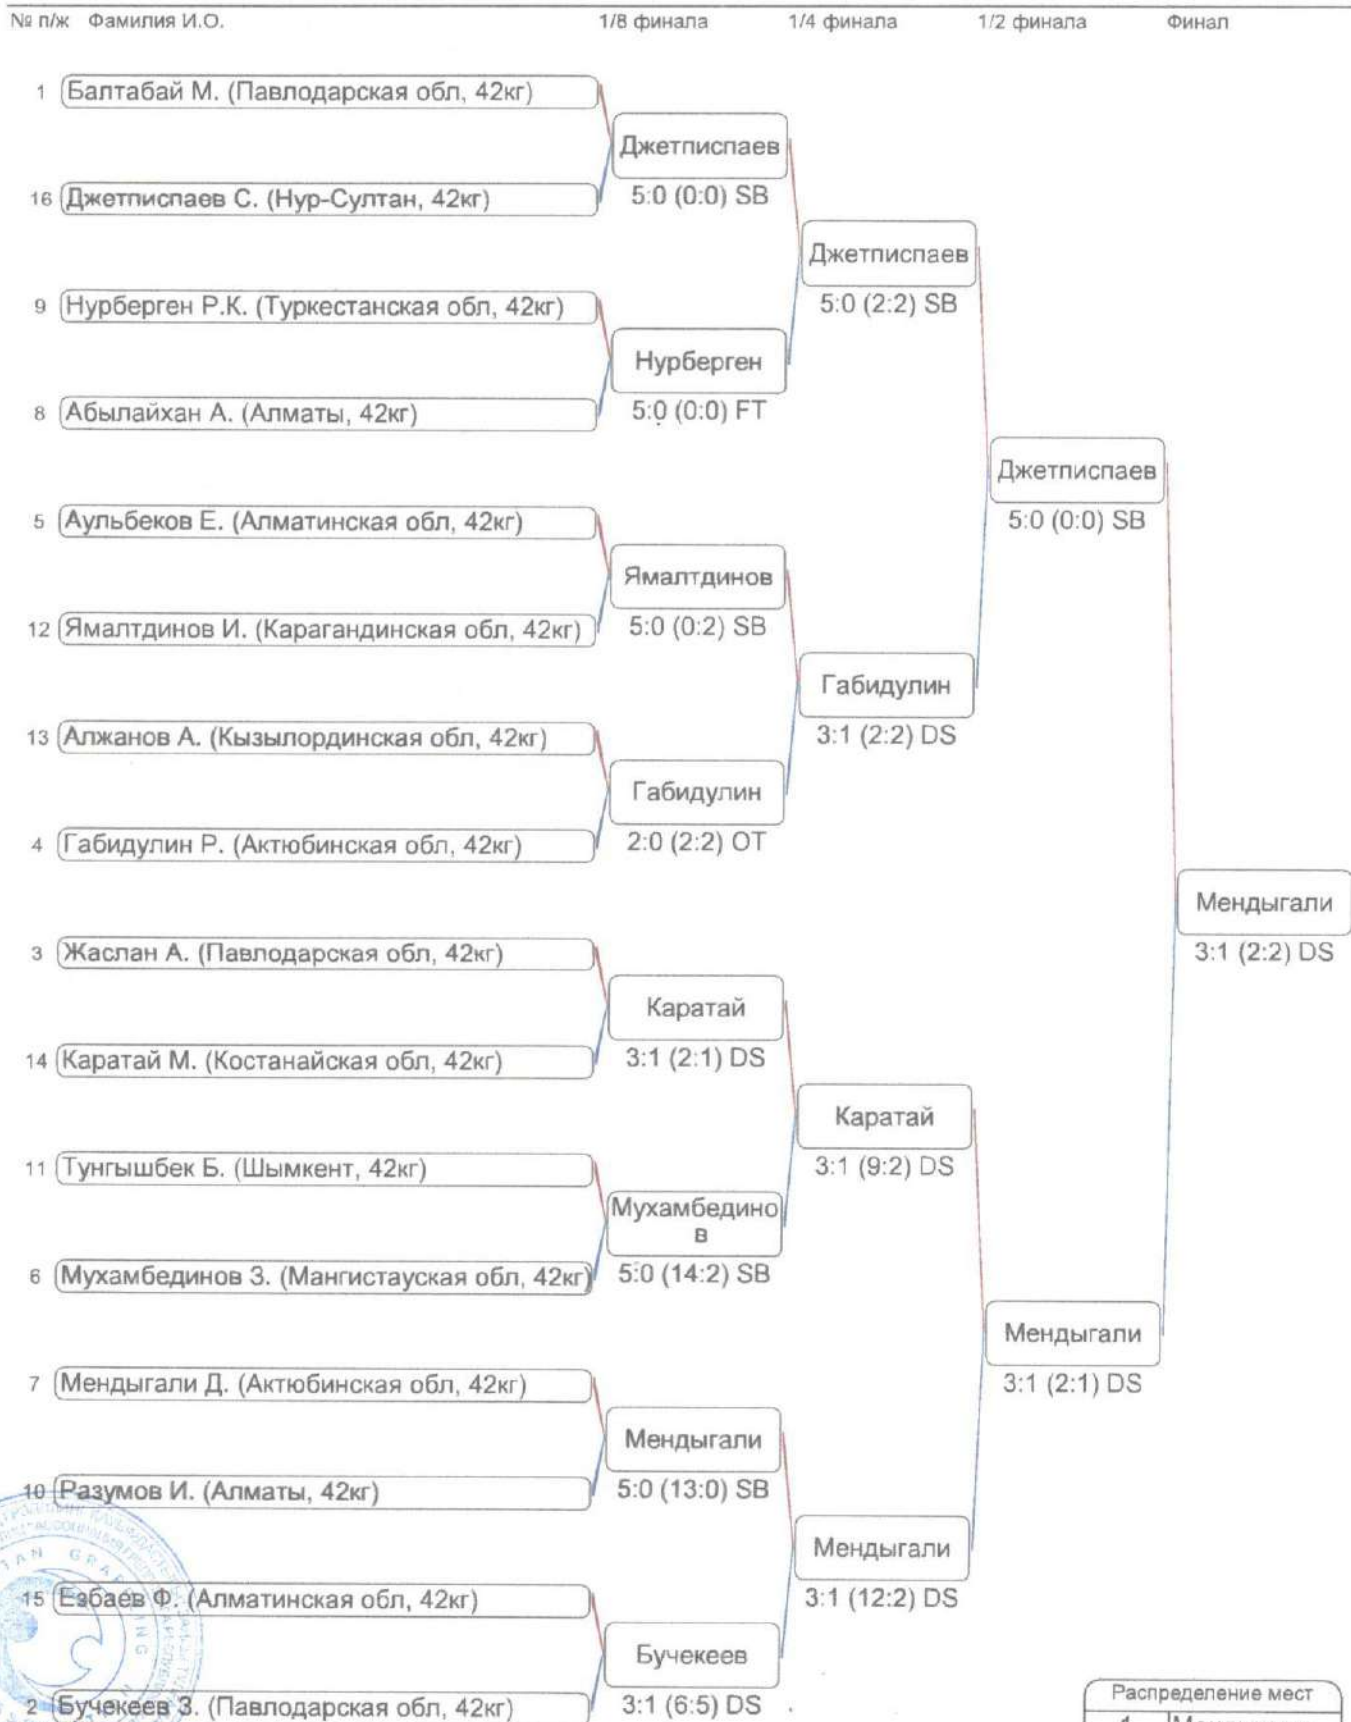 № п/ж Фамилия И.О. 1/8 финала 1/4 финала 1/2 финала Финал
1 Балтабай М. (Павлодарская обл, 42кг)
Джетписпаев
16 Джетписпаев С. (Нур-Султан, 42кг) 5:0 (0:0) SB
Джетписпаев
9 Нурберген Р.К. (Туркестанская обл, 42кг) 5:0 (2:2) SB
Нурберген
8 Абылайхан А. (Алматы, 42кг) 5:0 (0:0) FT
Джетписпаев
5 Аульбеков Е. (Алматинская обл, 42кг) 5:0 (0:0) SB
Ямалтдинов
12 Ямалтдинов И. (Карагандинская обл, 42кг) 5:0 (0:2) SB
Габидулин
13 Алжанов А. (Кызылординская обл, 42кг) 3:1 (2:2) DS
Габидулин
4 Габидулин Р. (Актюбинская обл, 42кг) 2:0 (2:2) OT
Мендыгали
3 Жаслан А. (Павлодарская обл, 42кг) 3:1 (2:2) DS
Каратай
14 Каратай М. (Костанайская обл, 42кг) 3:1 (2:1) DS
Каратай
11 Тунгышбек Б. (Шымкент, 42кг) 3:1 (9:2) DS
Мухамбедино
в
6 Мухамбединов З. (Мангистауская обл, 42кг) 5:0 (14:2) SB
Мендыгали
7 Мендыгали Д. (Актюбинская обл, 42кг) 3:1 (2:1) DS
Мендыгали
10 Разумов И. (Алматы, 42кг) 5:0 (13:0) SB
Мендыгали
15 Езбаев Ф. (Алматинская обл, 42кг) 3:1 (12:2) DS
Бучекеев
2 Бучекеев З. (Павлодарская обл, 42кг) 3:1 (6:5) DS
Распределение мест